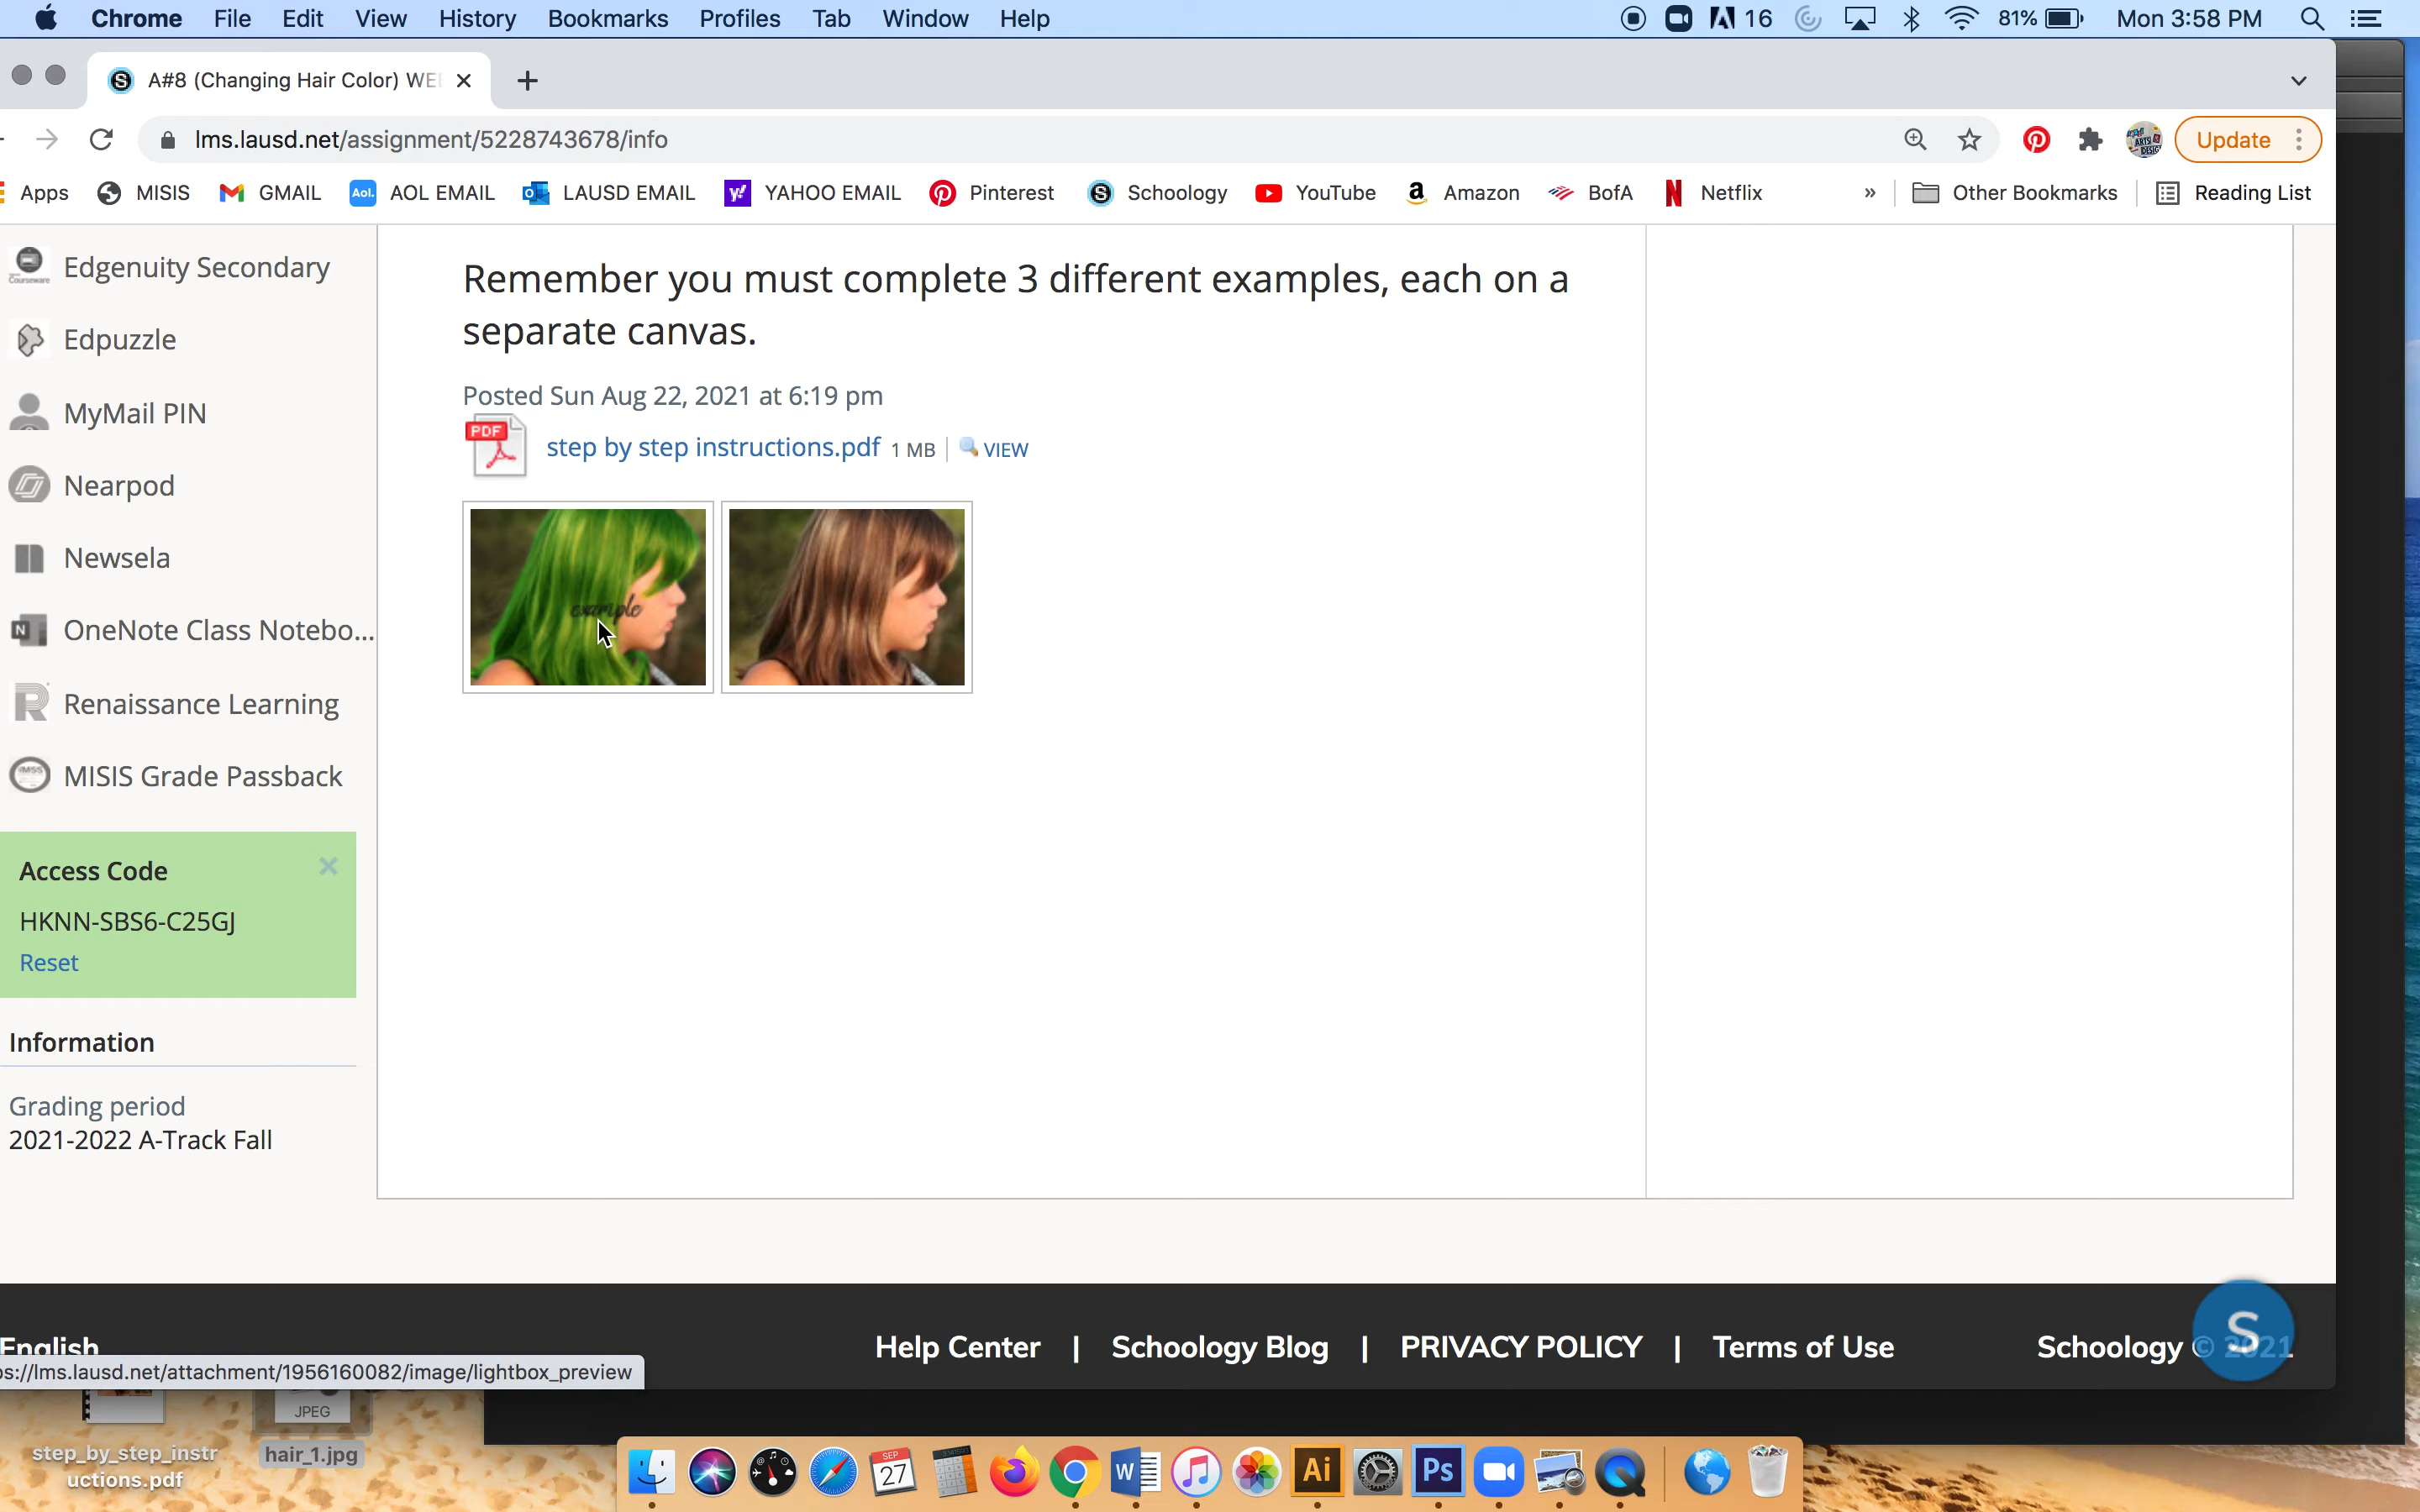 Chrome File Edit View History Bookmarks Profiles Tab Window Help 16 81% Mon 3:58 PM
A#8 (Changing Hair Color) WEE
lms.lausd.net/assignment/5228743678/info Update
Apps MISIS GMAIL Aol. AOL EMAIL LAUSD EMAIL YAHOO EMAIL Pinterest Schoology YouTube Amazon BofA Netflix » Other Bookmarks Reading List
Edgenuity Secondary
Edpuzzle
MyMail PIN
Nearpod
Newsela
OneNote Class Notebo...
Renaissance Learning
MISIS Grade Passback
Access Code
HKNN-SBS6-C25GJ
Reset
Information
Grading period
2021-2022 A-Track Fall
Remember you must complete 3 different examples, each on a
separate canvas.
Posted Sun Aug 22, 2021 at 6:19 pm
PDF step by step instructions.pdf 1 MB VIEW
example
English Help Center | Schoology Blog | PRIVACY POLICY | Terms of Use Schoology © 2021
S
ps://lms.lausd.net/attachment/1956160082/image/lightbox_preview
JPEG
step_by_step_instr
uctions.pdf
hair_1.jpg
SEP
27
W
Ai
Ps